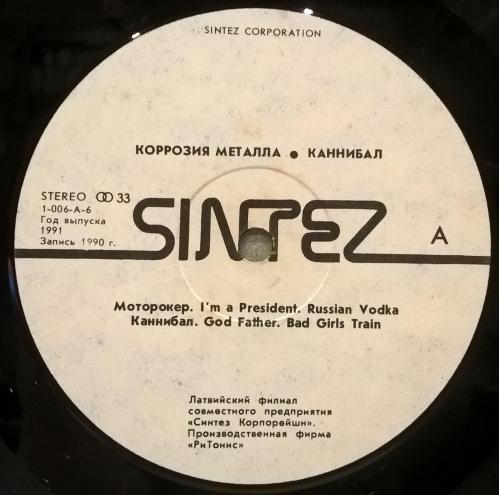 SINTEZ CORPORATION
КОРРОЗИЯ МЕТАЛЛА ● КАННИБАЛ
STEREO 33
1-006-А-6
Год выпуска
1991
Запись 1990 г.
SINTEZ
A
Моторокер. I'm a President. Russian Vodka
Каннибал. God Father. Bad Girls Train
Латвийский филиал
совместного предприятия
«Синтез Корпорейшн».
Производственная фирма
«РиТонис»